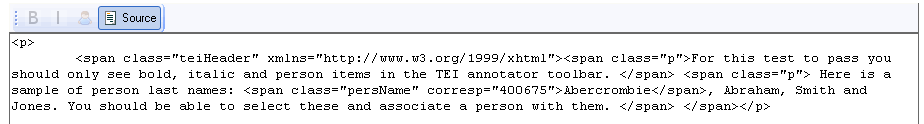 B I Source
<p>
<span class="teiHeader" xmlns="http://www.w3.org/1999/xhtml"><span class="p">For this test to pass you
should only see bold, italic and person items in the TEI annotator toolbar. </span> <span class="p"> Here is a
sample of person last names: <span class="persName" corresp="400675">Abercrombie</span>, Abraham, Smith and
Jones. You should be able to select these and associate a person with them. </span> </span></p>